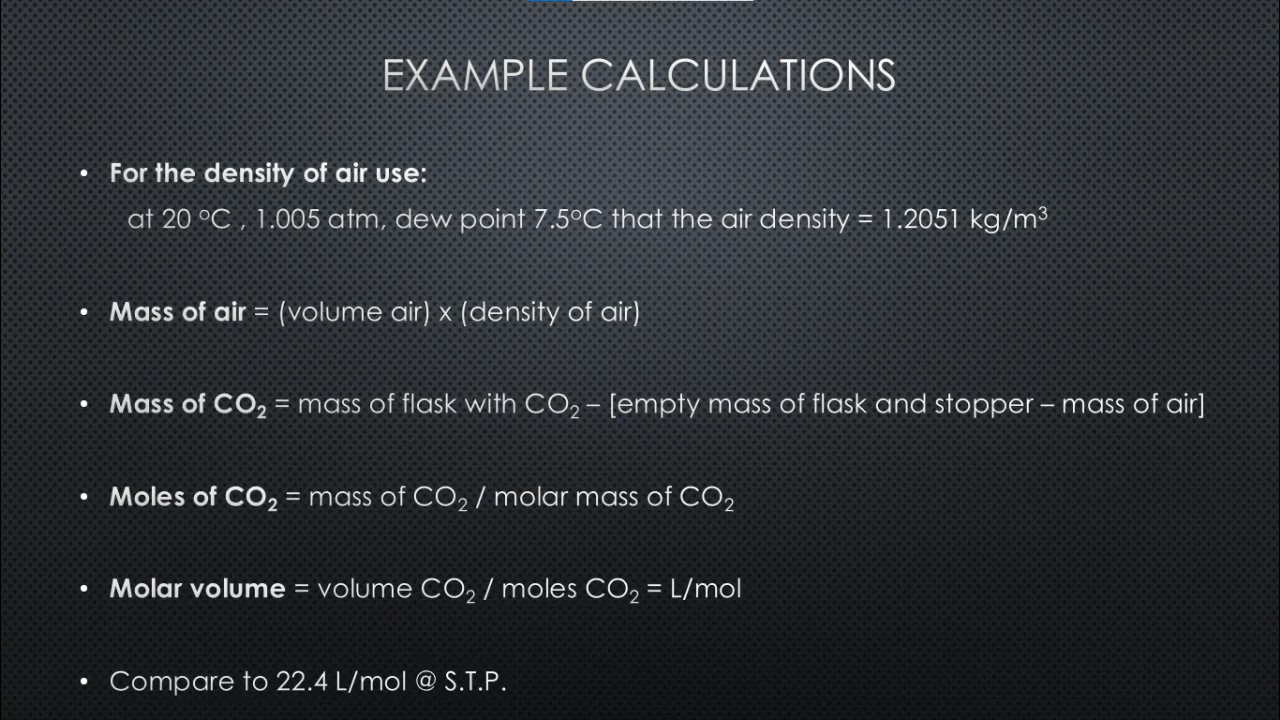 EXAMPLE CALCULATIONS
• For the density of air use:
at 20 °C , 1.005 atm, dew point 7.5°C that the air density = 1.2051 kg/m³
• Mass of air = (volume air) x (density of air)
• Mass of CO₂ = mass of flask with CO₂ – [empty mass of flask and stopper – mass of air]
• Moles of CO₂ = mass of CO₂ / molar mass of CO₂
• Molar volume = volume CO₂ / moles CO₂ = L/mol
• Compare to 22.4 L/mol @ S.T.P.